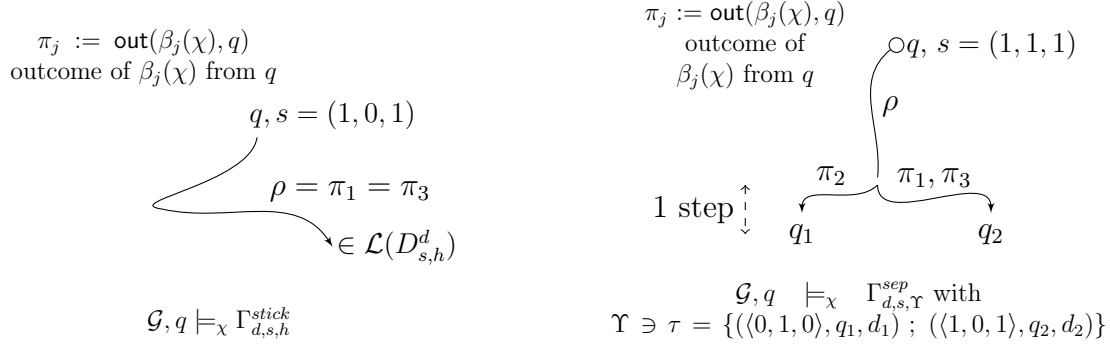 π_j := out(β_j(χ), q)
outcome of β_j(χ) from q
q, s = (1, 0, 1)
ρ = π_1 = π_3
∈ 𝓛(D^d_{s,h})
𝒢, q ⊨_χ Γ^{stick}_{d,s,h}
π_j := out(β_j(χ), q)
outcome of
β_j(χ) from q
q, s = (1, 1, 1)
ρ
π_2
π_1, π_3
1 step
q_1
q_2
𝒢, q ⊨_χ Γ^{sep}_{d,s,Υ} with
Υ ∋ τ = {(⟨0, 1, 0⟩, q_1, d_1) ; (⟨1, 0, 1⟩, q_2, d_2)}